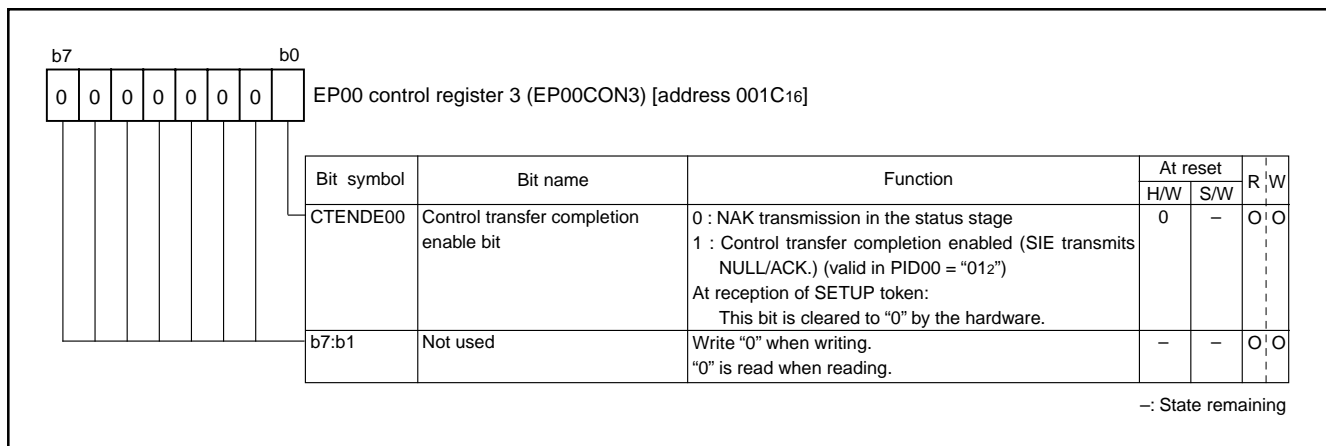 b7 b0
0 0 0 0 0 0 0
EP00 control register 3 (EP00CON3) [address 001C16]
Bit symbol Bit name Function At reset R W
H/W S/W
CTENDE00 Control transfer completion 0 : NAK transmission in the status stage 0 – O O
enable bit 1 : Control transfer completion enabled (SIE transmits
NULL/ACK.) (valid in PID00 = “012”)
At reception of SETUP token:
This bit is cleared to “0” by the hardware.
b7:b1 Not used Write “0” when writing. – – O O
“0” is read when reading.
–: State remaining